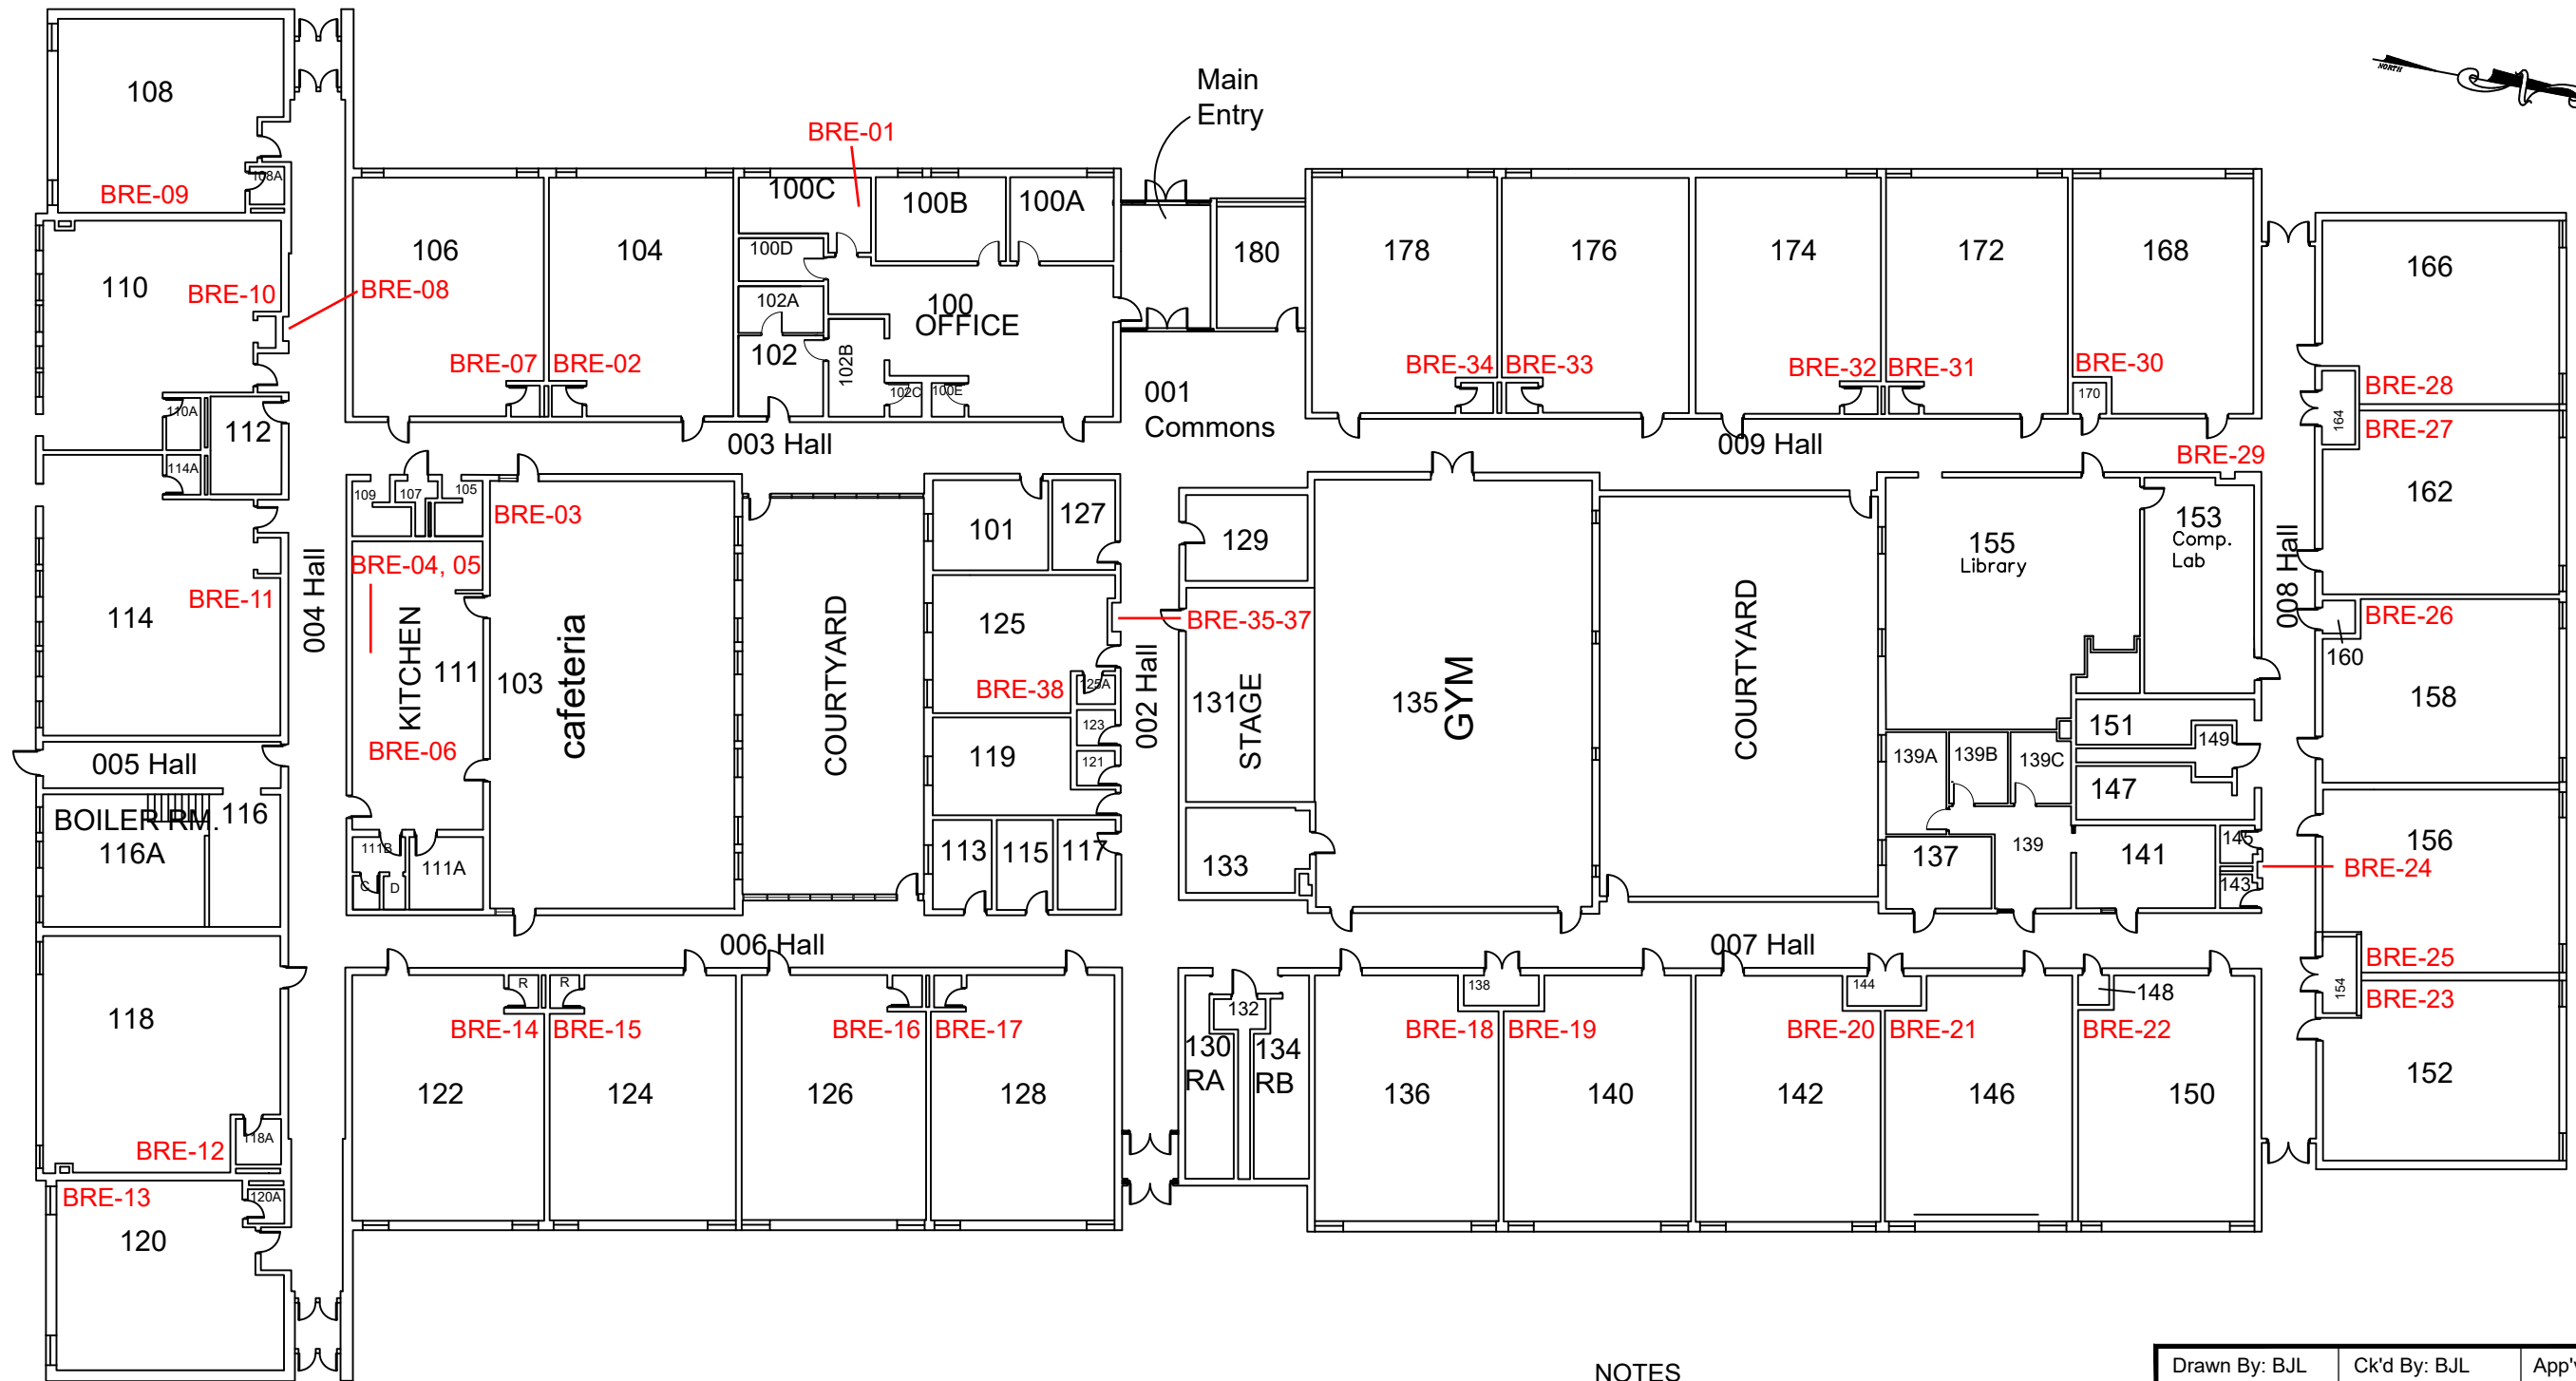 NORTH
Main
Entry
108
BRE-01
108A
100C
BRE-09
100B
100A
110
106
104
100D
180
178
176
174
172
168
166
BRE-10
BRE-08
102A
100
OFFICE
102
102B
BRE-07
BRE-02
102C
100E
BRE-34
BRE-33
BRE-32
BRE-31
BRE-30
170
BRE-28
164
110A
112
001
Commons
003 Hall
009 Hall
BRE-27
BRE-29
114A
109
107
105
BRE-03
101
127
129
155
Library
153
Comp.
Lab
162
BRE-04, 05
BRE-11
114
004 Hall
KITCHEN
111
103
cafeteria
COURTYARD
125
BRE-35-37
BRE-38
125A
002 Hall
131
STAGE
135
GYM
COURTYARD
008 Hall
BRE-26
160
158
123
151
149
005 Hall
BRE-06
119
121
139A
139B
139C
147
BOILER RM.
116A
116
111B
111A
C
D
113
115
117
133
137
139
141
145
143
156
BRE-24
006 Hall
007 Hall
BRE-25
118
R
R
132
138
144
148
154
BRE-23
BRE-14
BRE-15
BRE-16
BRE-17
130
RA
134
RB
BRE-18
BRE-19
BRE-20
BRE-21
BRE-22
122
124
126
128
136
140
142
146
150
152
118A
BRE-12
BRE-13
120A
120
NOTES
Drawn By: BJL
Ck'd By: BJL
App'v